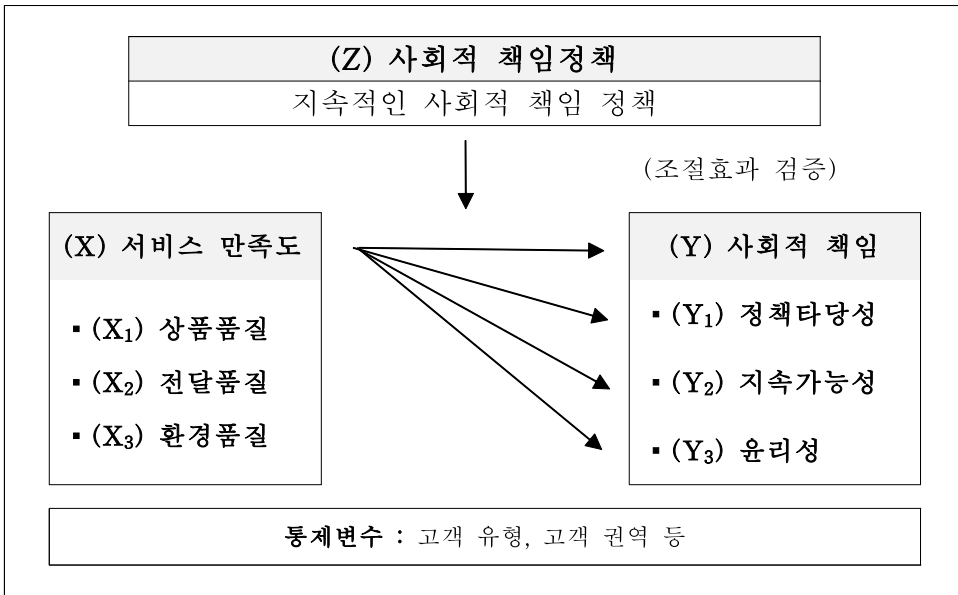 (Z) 사회적 책임정책
지속적인 사회적 책임 정책
(조절효과 검증)
(X) 서비스 만족도
▪ (X₁) 상품품질
▪ (X₂) 전달품질
▪ (X₃) 환경품질
(Y) 사회적 책임
▪ (Y₁) 정책타당성
▪ (Y₂) 지속가능성
▪ (Y₃) 윤리성
통제변수 : 고객 유형, 고객 권역 등